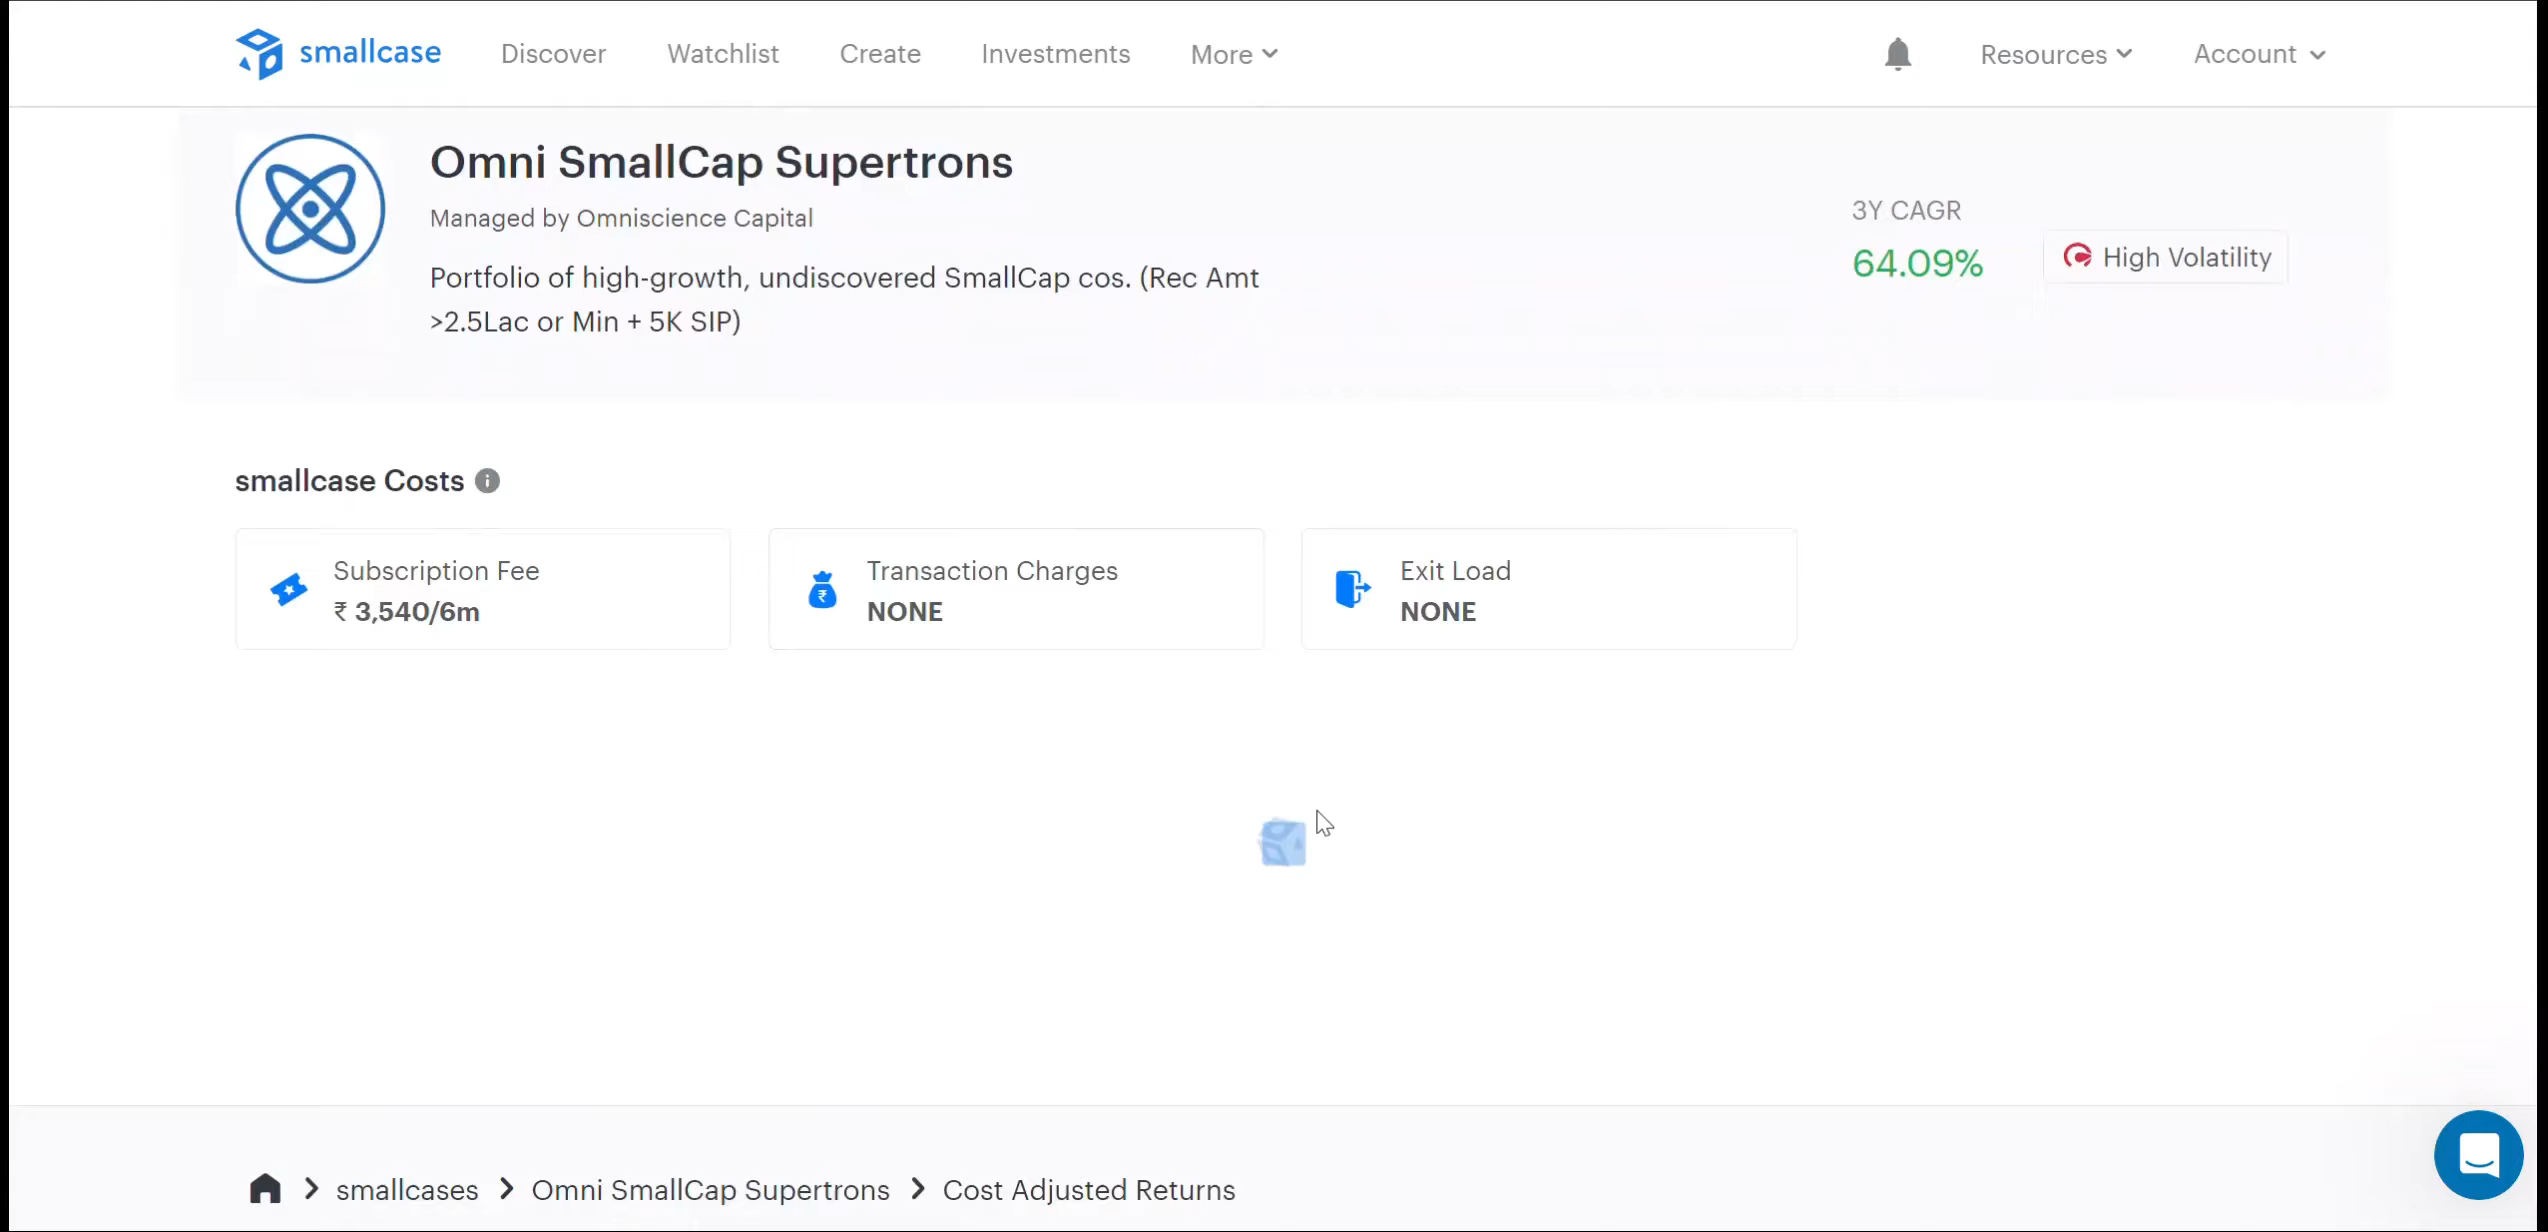 smallcase Discover Watchlist Create Investments More Resources Account
Omni SmallCap Supertrons
Managed by Omniscience Capital
Portfolio of high-growth, undiscovered SmallCap cos. (Rec Amt
>2.5Lac or Min + 5K SIP)
3Y CAGR
64.09%
High Volatility
smallcase Costs
Subscription Fee
₹ 3,540/6m
Transaction Charges
NONE
Exit Load
NONE
smallcases > Omni SmallCap Supertrons > Cost Adjusted Returns